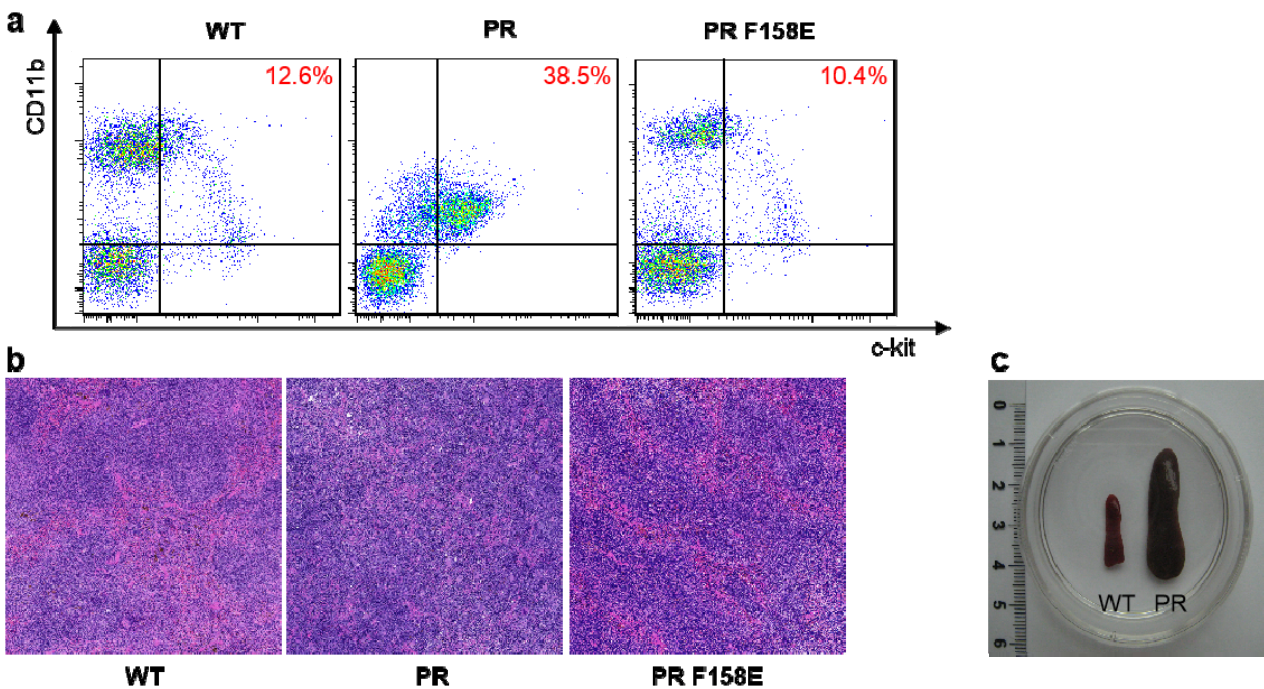 a
WT
PR
PR F158E
CD11b
12.6%
38.5%
10.4%
c-kit
b
c
WT
PR
PR F158E
0
1
2
3
4
5
6
WT PR